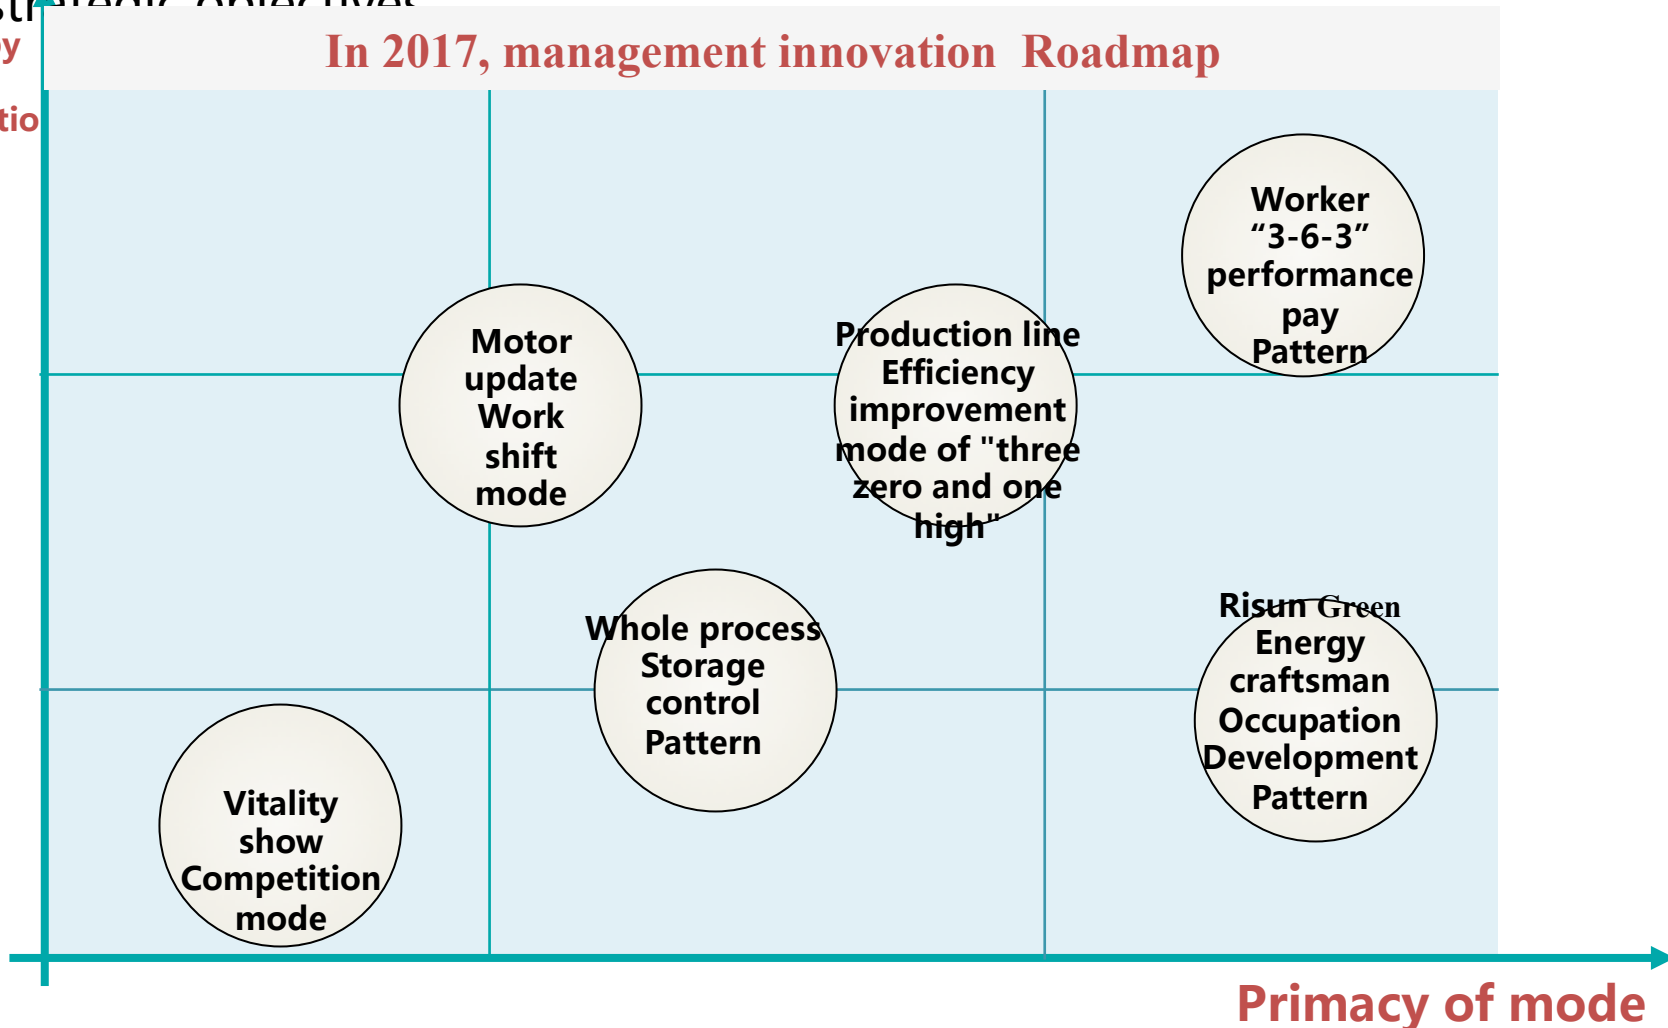 strategic objectives
In 2017, management innovation Roadmap
Worker
“3-6-3”
performance
pay
Pattern
Motor
update
Work
shift
mode
Production line
Efficiency
improvement
mode of "three
zero and one
high"
Whole process
Storage
control
Pattern
Risun Green
Energy
craftsman
Occupation
Development
Pattern
Vitality
show
Competition
mode
Primacy of mode